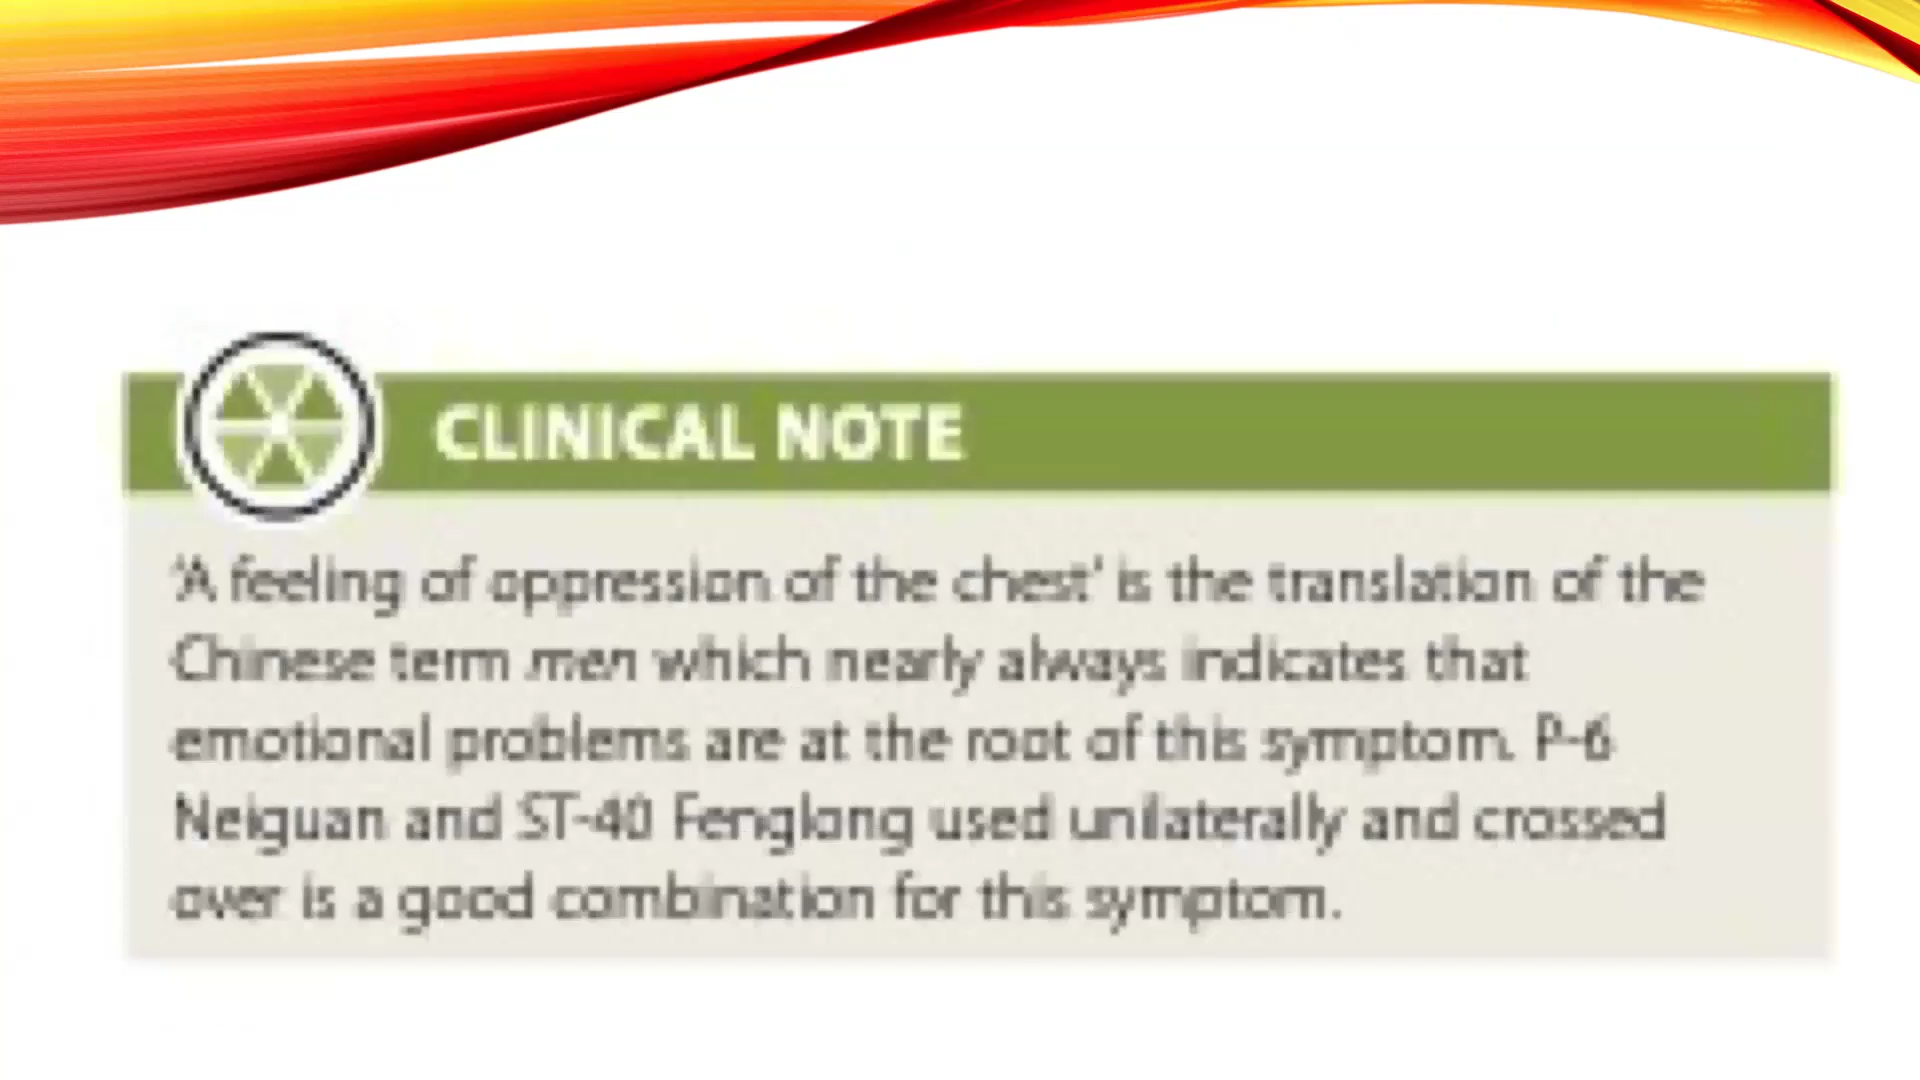 CLINICAL NOTE
'A feeling of oppression of the chest' is the translation of the
Chinese term men which nearly always indicates that
emotional problems are at the root of this symptom. P-6
Neiguan and ST-40 Fenglong used unilaterally and crossed
over is a good combination for this symptom.